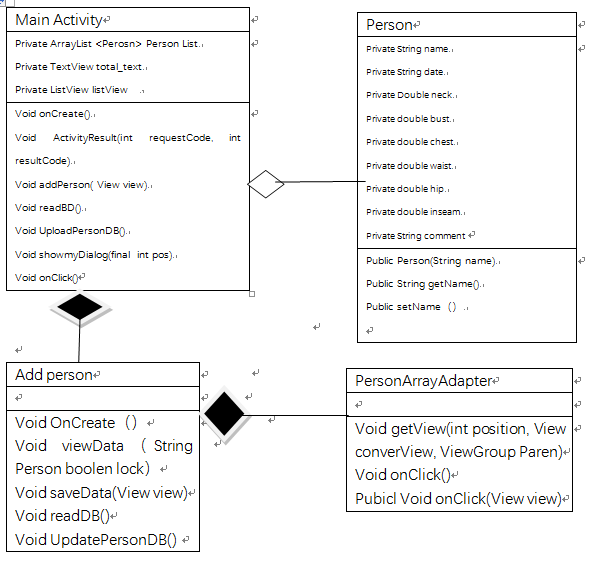 Main Activity
Private ArrayList <Perosn> Person List.
Private TextView total_text.
Private ListView listView .
Void onCreate().
Void ActivityResult(int requestCode, int
resultCode).
Void addPerson( View view).
Void readBD().
Void UploadPersonDB().
Void showmyDialog(final int pos).
Void onClick()
Person
Private String name.
Private String date.
Private Double neck.
Private double bust.
Private double chest.
Private double waist.
Private double hip.
Private double inseam.
Private String comment
Public Person(String name).
Public String getName().
Public setName （）.
Add person
Void OnCreate（）
Void viewData （ String
Person boolen lock）
Void saveData(View view)
Void readDB()
Void UpdatePersonDB()
PersonArrayAdapter
Void getView(int position, View
converView, ViewGroup Paren)
Void onClick()
Pubicl Void onClick(View view)